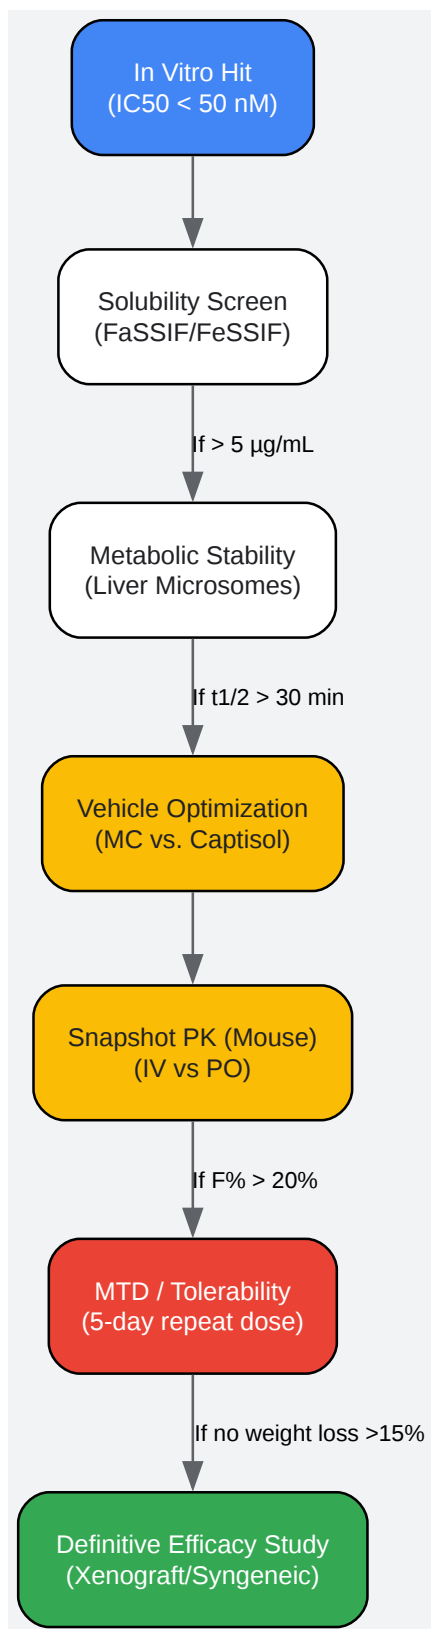 In Vitro Hit
(IC50 < 50 nM)
Solubility Screen
(FaSSIF/FeSSIF)
If > 5 µg/mL
Metabolic Stability
(Liver Microsomes)
If t1/2 > 30 min
Vehicle Optimization
(MC vs. Captisol)
Snapshot PK (Mouse)
(IV vs PO)
If F% > 20%
MTD / Tolerability
(5-day repeat dose)
If no weight loss >15%
Definitive Efficacy Study
(Xenograft/Syngeneic)